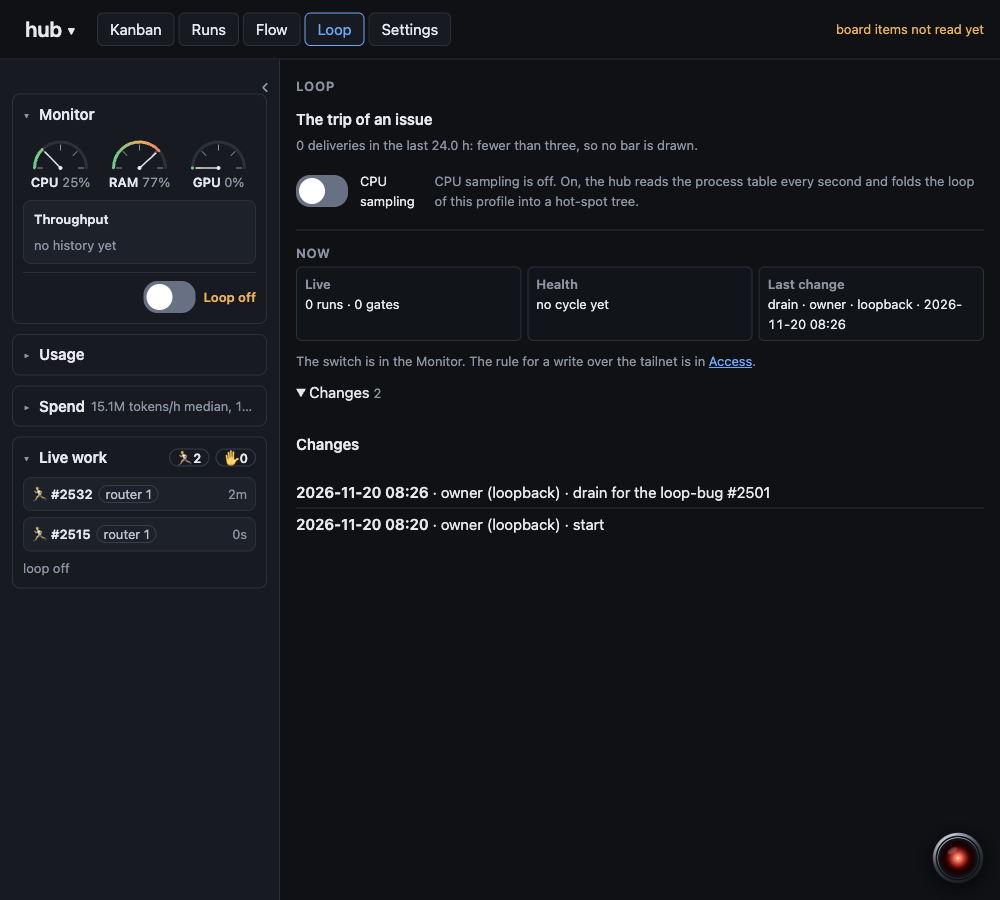 hub ▾
Kanban
Runs
Flow
Loop
Settings
board items not read yet
Monitor
CPU 25%
RAM 77%
GPU 0%
Throughput
no history yet
Loop off
Usage
Spend 15.1M tokens/h median, 1...
Live work
2
0
#2532 router 1 2m
#2515 router 1 0s
loop off
LOOP
The trip of an issue
0 deliveries in the last 24.0 h: fewer than three, so no bar is drawn.
CPU
sampling
CPU sampling is off. On, the hub reads the process table every second and folds the loop
of this profile into a hot-spot tree.
NOW
Live
0 runs · 0 gates
Health
no cycle yet
Last change
drain · owner · loopback · 2026-
11-20 08:26
The switch is in the Monitor. The rule for a write over the tailnet is in Access.
▼ Changes 2
Changes
2026-11-20 08:26 · owner (loopback) · drain for the loop-bug #2501
2026-11-20 08:20 · owner (loopback) · start